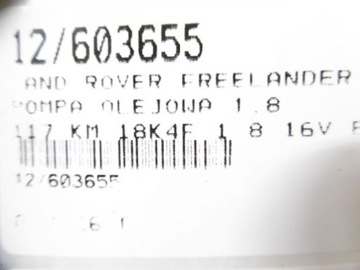 12/603655
AND ROVER FREELANDER
POMPA OLEJOWA 1.8
117 KM 18K4F 1 8 16V
12/603655